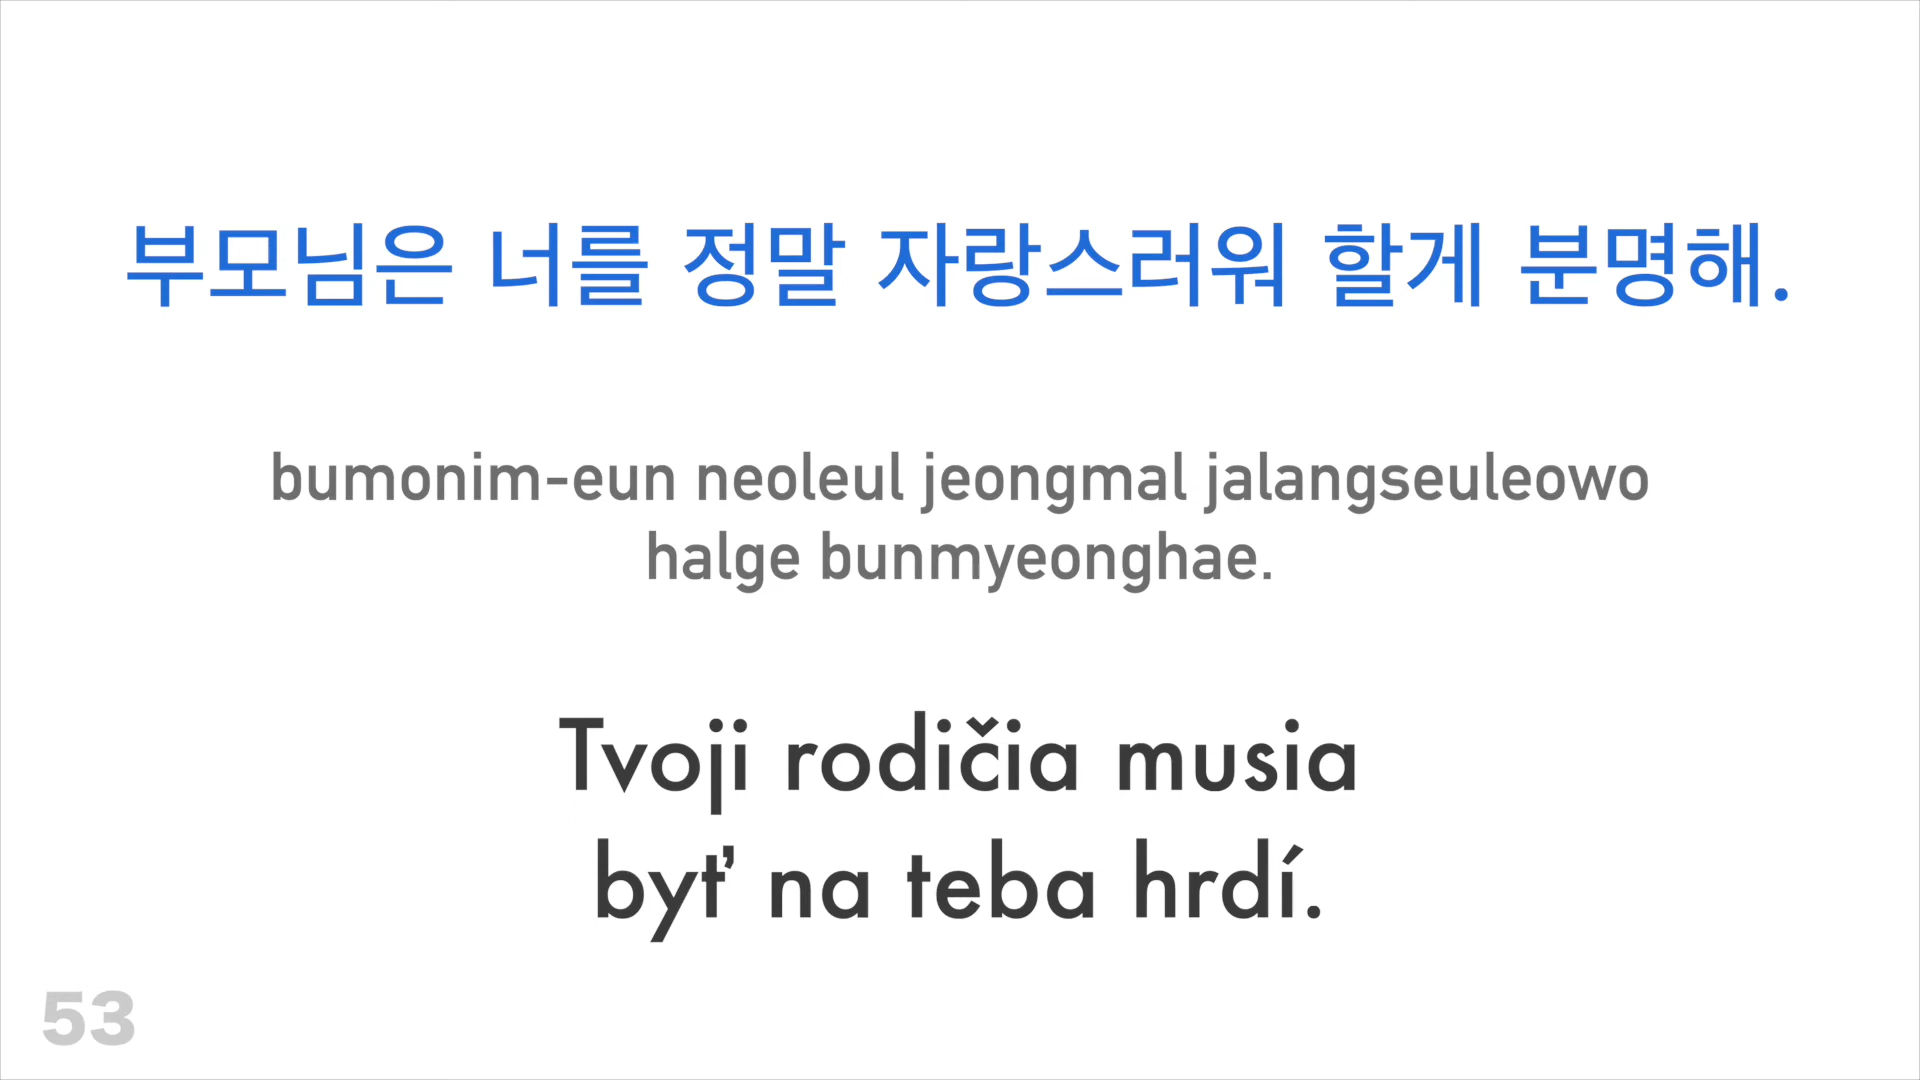 부모님은 너를 정말 자랑스러워 할게 분명해.
bumonim-eun neoleul jeongmal jalangseuleowo
halge bunmyeonghae.
Tvoji rodičia musia
byť na teba hrdí.
53